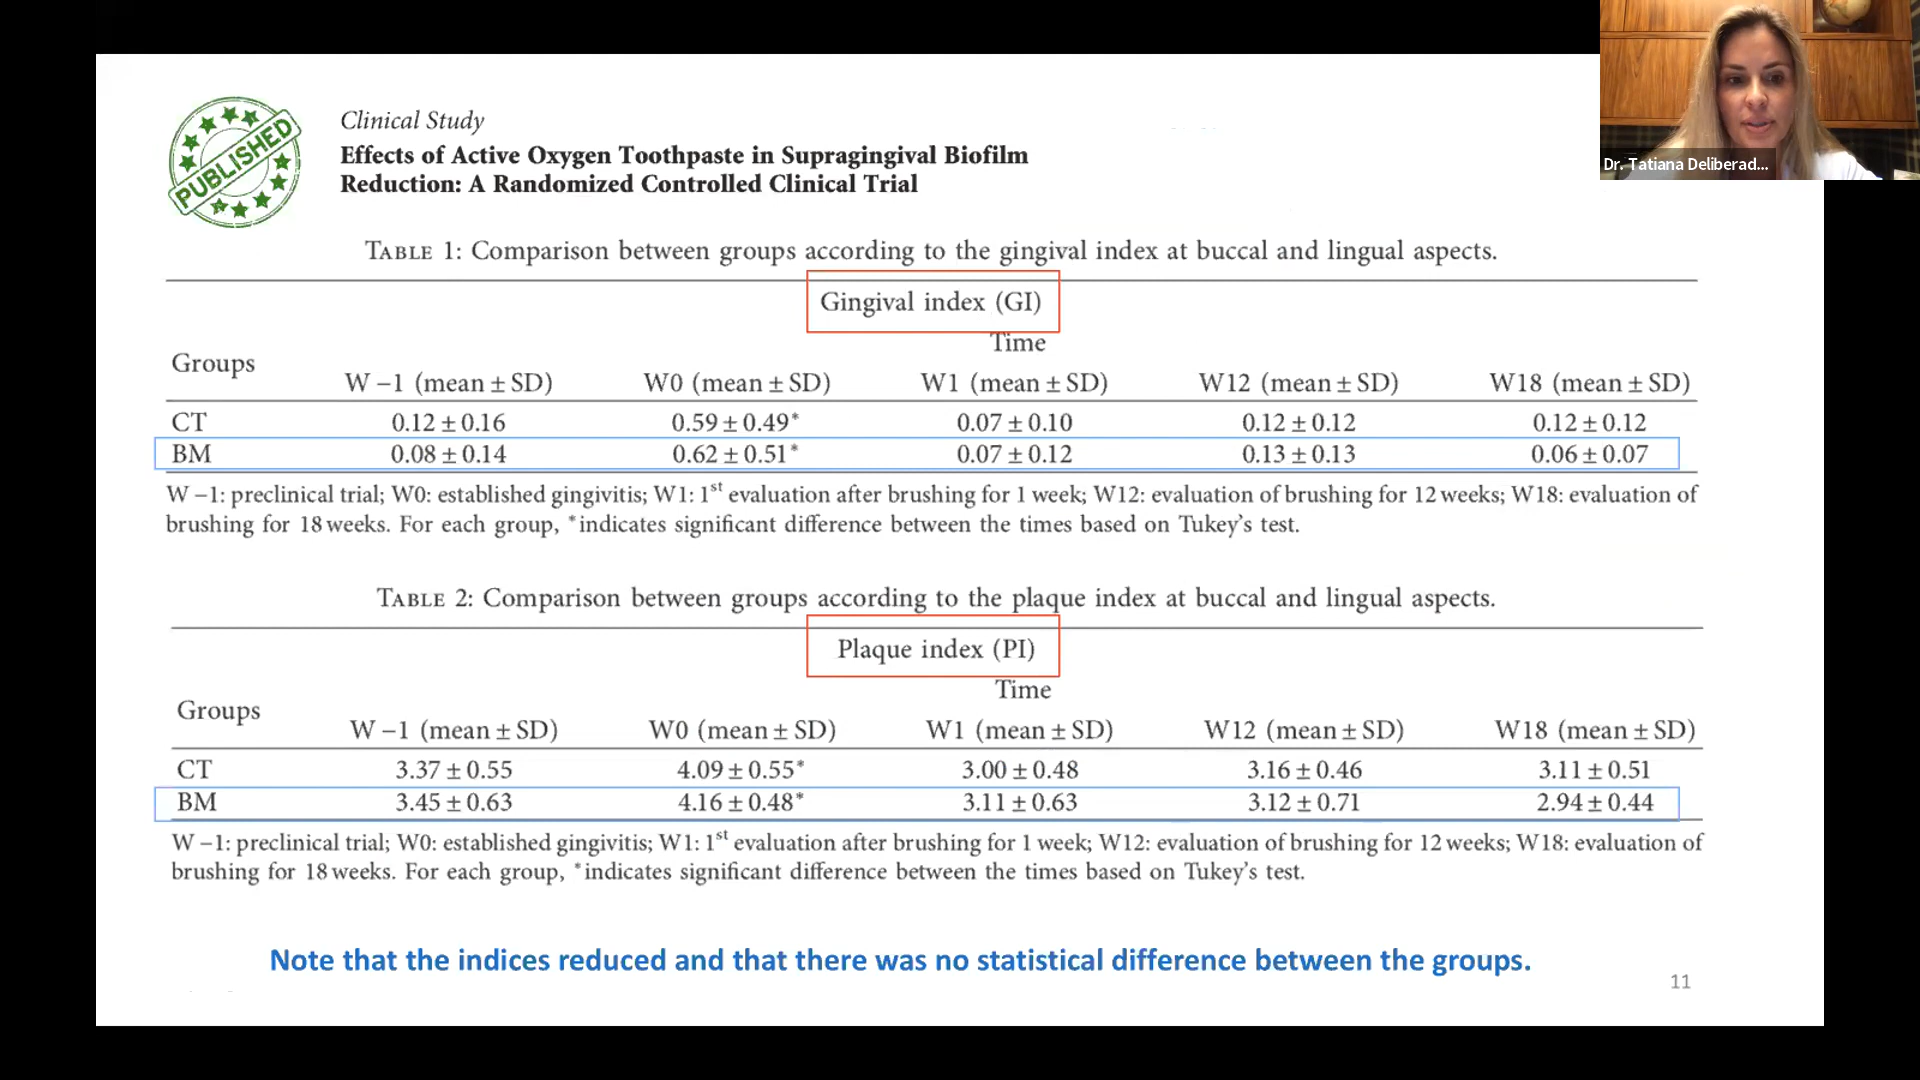 Dr. Tatiana Deliberad...
PUBLISHED
Clinical Study
Effects of Active Oxygen Toothpaste in Supragingival Biofilm
Reduction: A Randomized Controlled Clinical Trial
TABLE 1: Comparison between groups according to the gingival index at buccal and lingual aspects.
Gingival index (GI)
Time
Groups
W −1 (mean ± SD) W0 (mean ± SD) W1 (mean ± SD) W12 (mean ± SD) W18 (mean ± SD)
CT 0.12 ± 0.16 0.59 ± 0.49* 0.07 ± 0.10 0.12 ± 0.12 0.12 ± 0.12
BM 0.08 ± 0.14 0.62 ± 0.51* 0.07 ± 0.12 0.13 ± 0.13 0.06 ± 0.07
W −1: preclinical trial; W0: established gingivitis; W1: 1st evaluation after brushing for 1 week; W12: evaluation of brushing for 12 weeks; W18: evaluation of
brushing for 18 weeks. For each group, *indicates significant difference between the times based on Tukey's test.
TABLE 2: Comparison between groups according to the plaque index at buccal and lingual aspects.
Plaque index (PI)
Time
Groups
W −1 (mean ± SD) W0 (mean ± SD) W1 (mean ± SD) W12 (mean ± SD) W18 (mean ± SD)
CT 3.37 ± 0.55 4.09 ± 0.55* 3.00 ± 0.48 3.16 ± 0.46 3.11 ± 0.51
BM 3.45 ± 0.63 4.16 ± 0.48* 3.11 ± 0.63 3.12 ± 0.71 2.94 ± 0.44
W −1: preclinical trial; W0: established gingivitis; W1: 1st evaluation after brushing for 1 week; W12: evaluation of brushing for 12 weeks; W18: evaluation of
brushing for 18 weeks. For each group, *indicates significant difference between the times based on Tukey's test.
Note that the indices reduced and that there was no statistical difference between the groups.
11